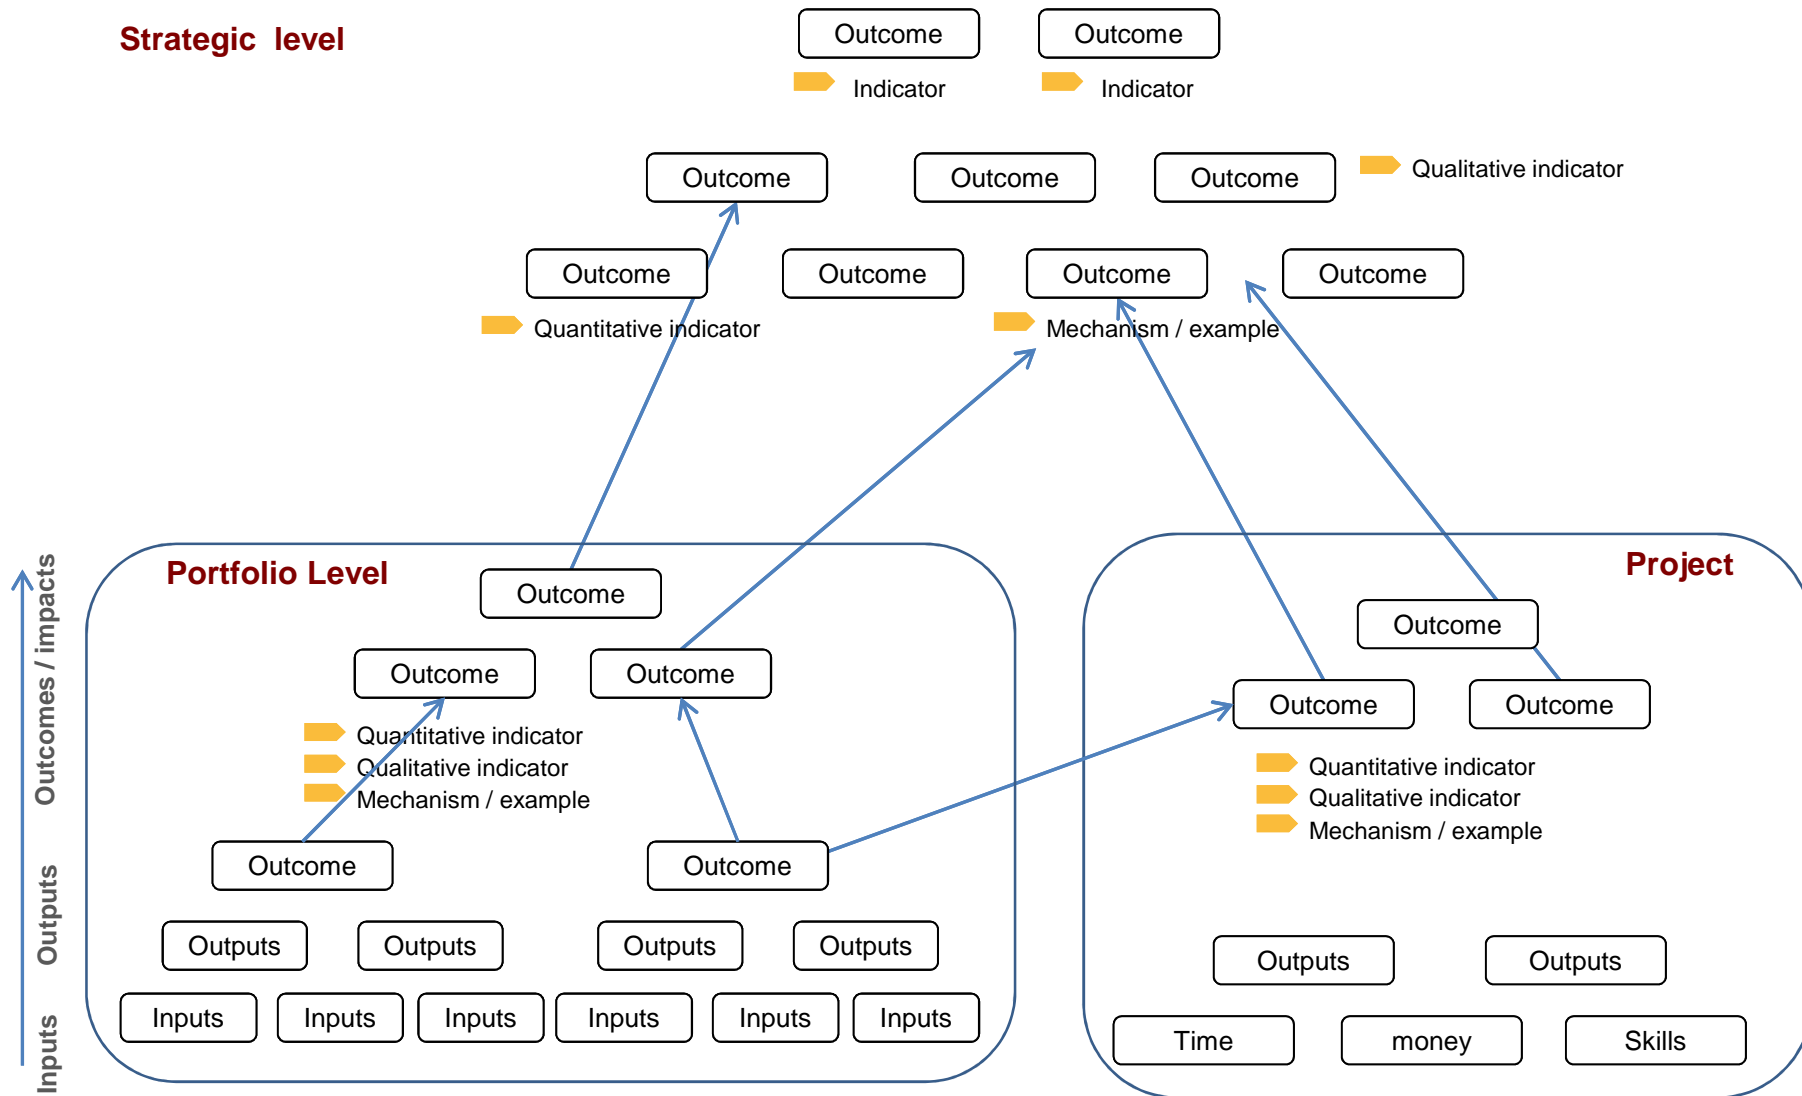 Strategic level
Outcome
Outcome
Indicator
Indicator
Outcome
Outcome
Outcome
Qualitative indicator
Outcome
Outcome
Outcome
Outcome
Quantitative indicator
Mechanism / example
Portfolio Level
Outcome
Outcome
Outcome
Quantitative indicator
Qualitative indicator
Mechanism / example
Outcome
Outcome
Outputs
Outputs
Outputs
Outputs
Inputs
Inputs
Inputs
Inputs
Inputs
Inputs
Project
Outcome
Outcome
Outcome
Quantitative indicator
Qualitative indicator
Mechanism / example
Outputs
Outputs
Time
money
Skills
Inputs
Outputs
Outcomes / impacts